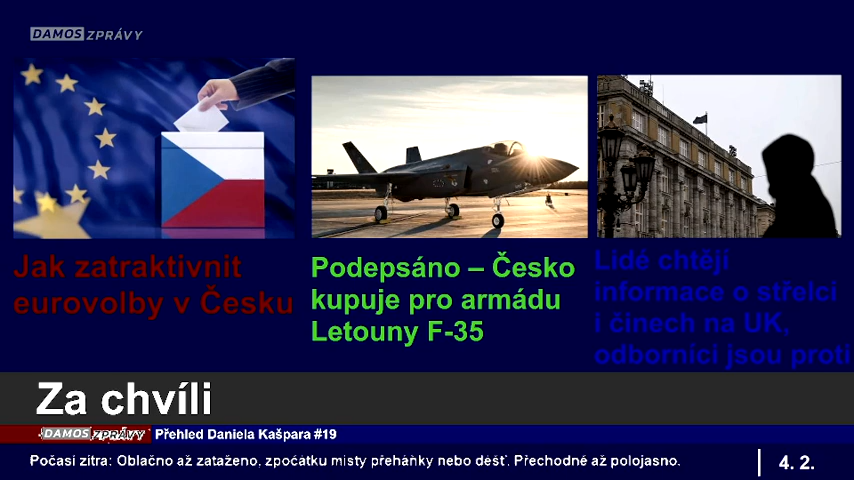 DAMOS ZPRÁVY
Jak zatraktivnit
eurovolby v Česku
Podepsáno – Česko
kupuje pro armádu
Letouny F-35
Lidé chtějí
informace o střelci
i činech na UK,
odborníci jsou proti
Za chvíli
DAMOS ZPRÁVY Přehled Daniela Kašpara #19
Počasí zítra: Oblačno až zataženo, zpočátku místy přeháňky nebo déšť. Přechodně až polojasno.
4. 2.